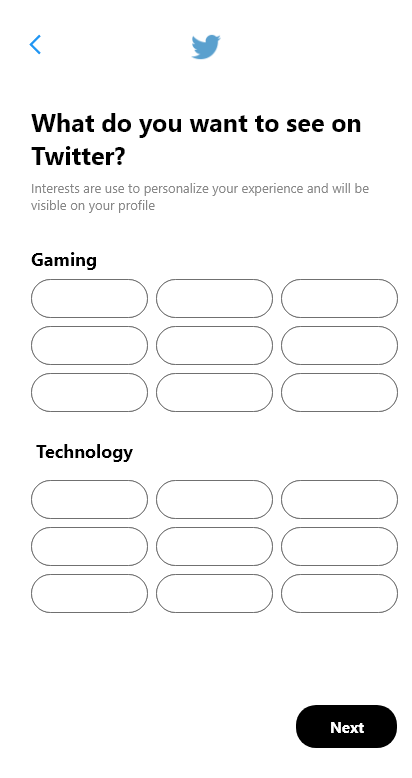 What do you want to see on
Twitter?
Interests are use to personalize your experience and will be
visible on your profile
Gaming
Technology
Next